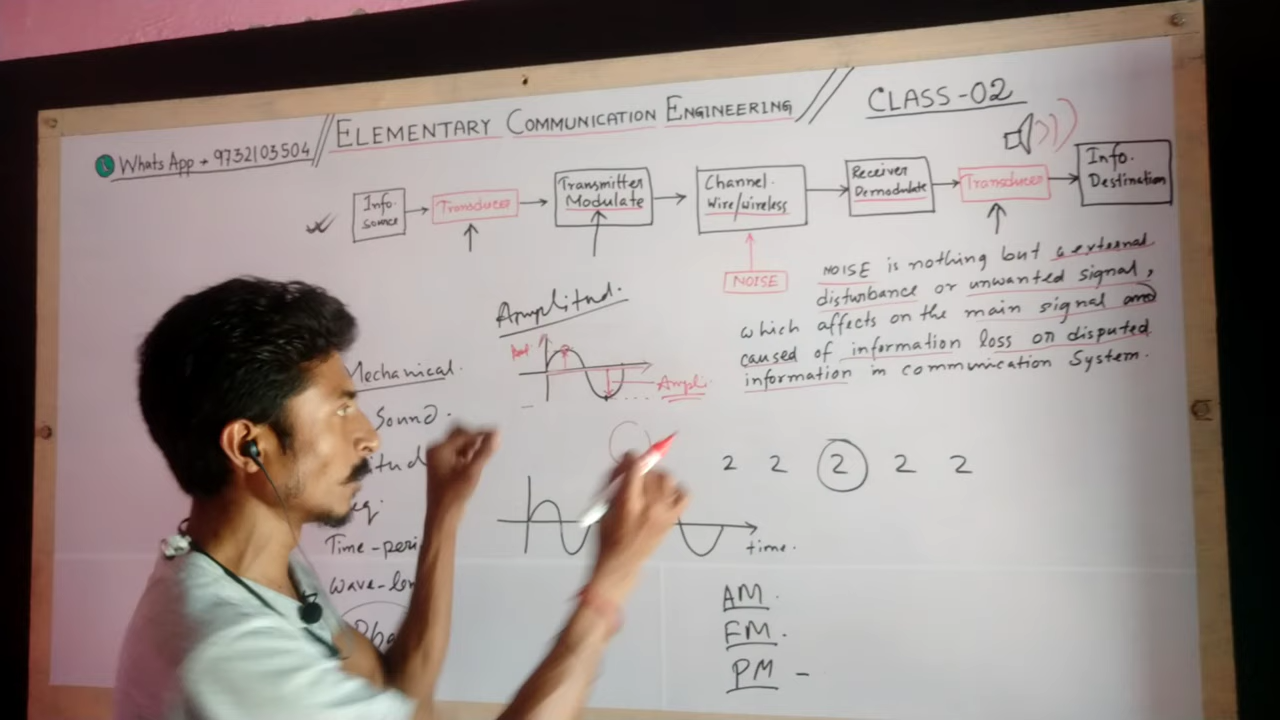 WhatsApp → 9732103504 // ELEMENTARY COMMUNICATION ENGINEERING // CLASS-02
Info. source
Transducer
Transmitter
Modulate
Channel.
Wire/wireless
Receiver
Demodulate
Transducer
Info.
Destination
NOISE
NOISE is nothing but a external
disturbance or unwanted signal,
which affects on the main signal and
caused of information loss or disputed
information in communication System.
Amplitud.
Ampli.
Mechanical.
Sound.
Time-peri
Wave-len
2 2 2 2 2
time.
AM.
FM.
PM -